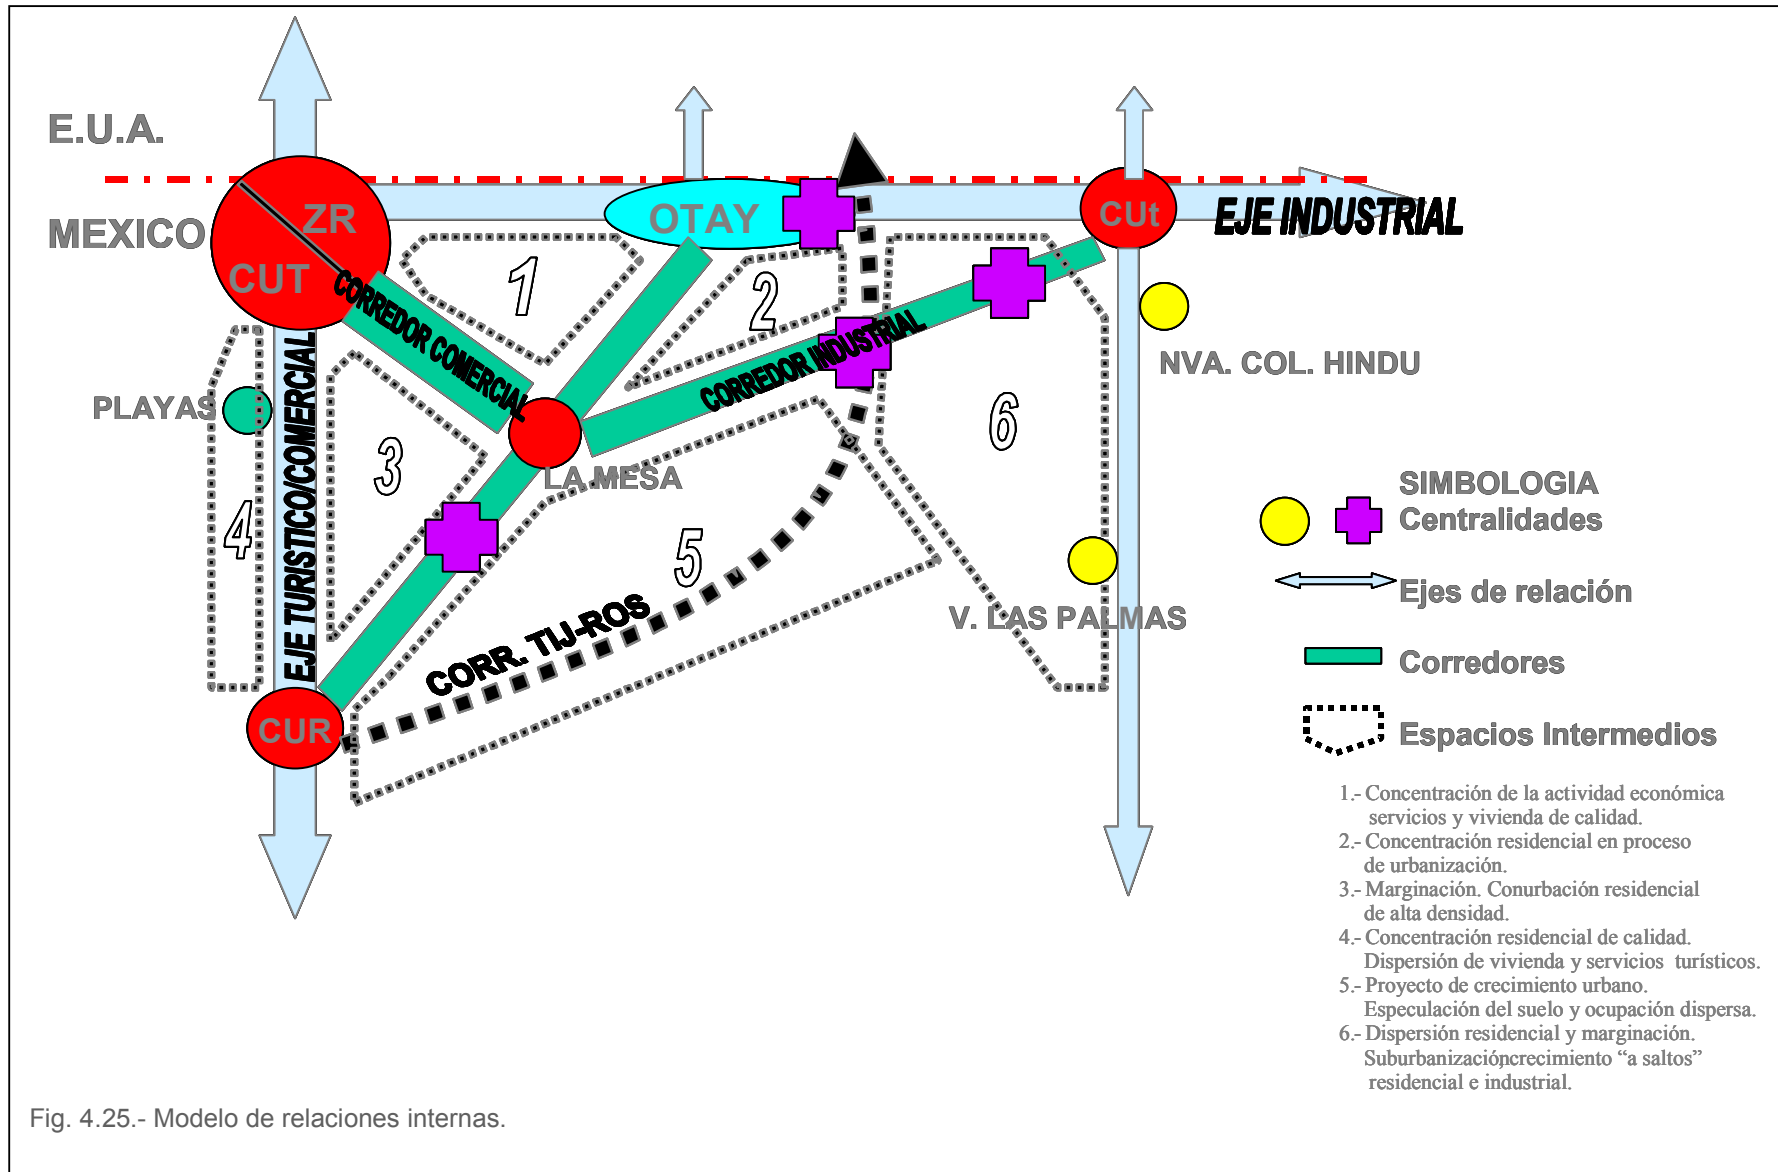 E.U.A.
MEXICO
ZR
CUT
OTAY
CUt
EJE INDUSTRIAL
1
2
CORREDOR COMERCIAL
CORREDOR INDUSTRIAL
NVA. COL. HINDU
PLAYAS
EJE TURISTICO/COMERCIAL
3
6
LA MESA
4
5
V. LAS PALMAS
CORR. TIJ-ROS
CUR
SIMBOLOGIA
Centralidades
Ejes de relación
Corredores
Espacios Intermedios
1.- Concentración de la actividad económica
servicios y vivienda de calidad.
2.- Concentración residencial en proceso
de urbanización.
3.- Marginación. Conurbación residencial
de alta densidad.
4.- Concentración residencial de calidad.
Dispersión de vivienda y servicios turísticos.
5.- Proyecto de crecimiento urbano.
Especulación del suelo y ocupación dispersa.
6.- Dispersión residencial y marginación.
Suburbanización,crecimiento “a saltos”
residencial e industrial.
Fig. 4.25.- Modelo de relaciones internas.